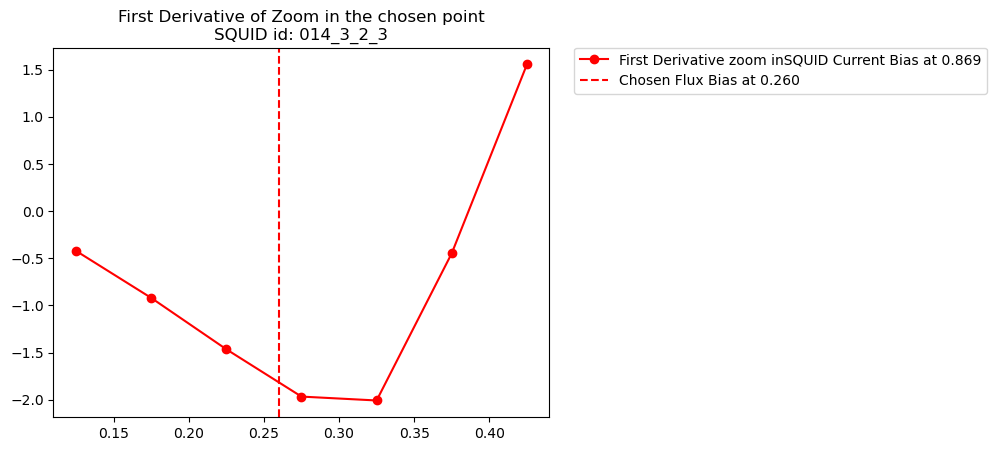 First Derivative of Zoom in the chosen point
SQUID id: 014_3_2_3
First Derivative zoom inSQUID Current Bias at 0.869
Chosen Flux Bias at 0.260
1.5
1.0
0.5
0.0
−0.5
−1.0
−1.5
−2.0
0.15 0.20 0.25 0.30 0.35 0.40